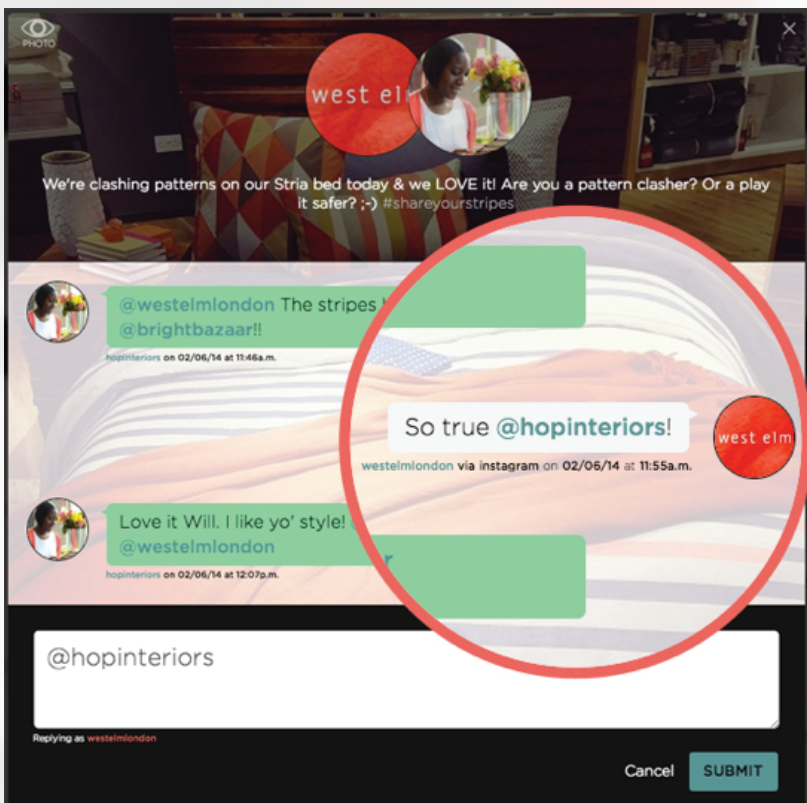 PHOTO
west elm
We're clashing patterns on our Stria bed today & we LOVE it! Are you a pattern clasher? Or a play
it safer? ;-) #shareyourstripes
@westelmlondon The stripes
@brightbazaar!!
hopinteriors on 02/06/14 at 11:46a.m.
So true @hopinteriors!
west elm
westelmlondon via instagram on 02/06/14 at 11:55a.m.
Love it Will. I like yo' style!
@westelmlondon
hopinteriors on 02/06/14 at 12:07p.m.
@hopinteriors
Replying as westelmlondon
Cancel
SUBMIT